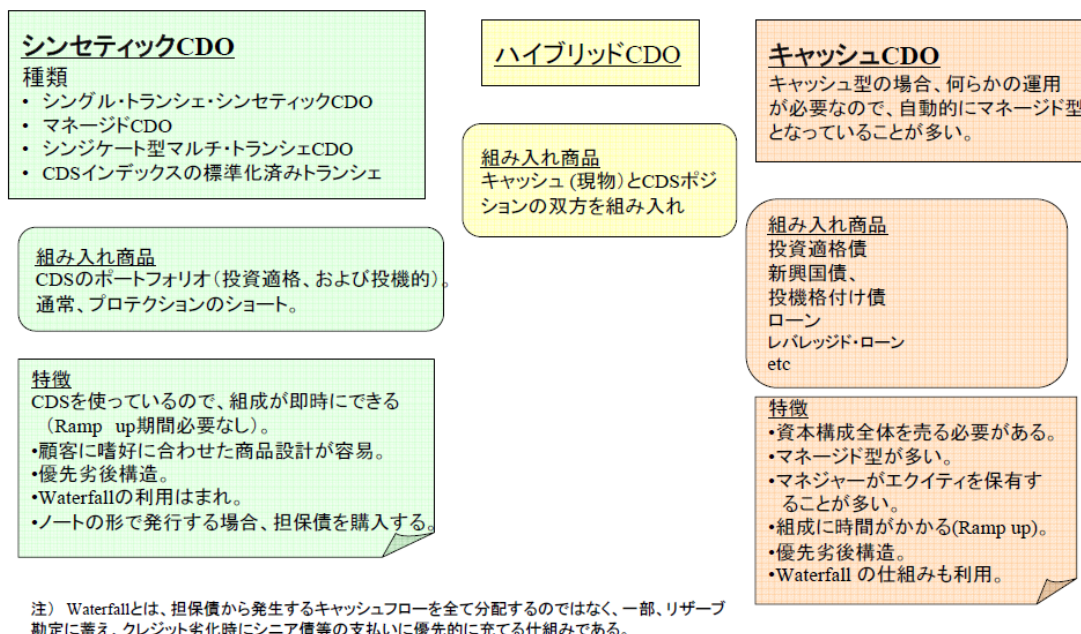 シンセティックCDO
種類
• シングル・トランシェ・シンセティックCDO
• マネージドCDO
• シンジケート型マルチ・トランシェCDO
• CDSインデックスの標準化済みトランシェ
組み入れ商品
CDSのポートフォリオ（投資適格、および投機的）。
通常、プロテクションのショート。
特徴
CDSを使っているので、組成が即時にできる
（Ramp up期間必要なし）。
•顧客に嗜好に合わせた商品設計が容易。
•優先劣後構造。
•Waterfallの利用はまれ。
•ノートの形で発行する場合、担保債を購入する。
ハイブリッドCDO
組み入れ商品
キャッシュ（現物）とCDSポジ
ションの双方を組み入れ
キャッシュCDO
キャッシュ型の場合、何らかの運用
が必要なので、自動的にマネージド型
となっていることが多い。
組み入れ商品
投資適格債
新興国債、
投機格付け債
ローン
レバレッジド・ローン
etc
特徴
•資本構成全体を売る必要がある。
•マネージド型が多い。
•マネジャーがエクイティを保有す
ることが多い。
•組成に時間がかかる(Ramp up)。
•優先劣後構造。
•Waterfall の仕組みも利用。
注） Waterfallとは、担保債から発生するキャッシュフローを全て分配するのではなく、一部、リザーブ
勘定に蓄え、クレジット劣化時にシニア債等の支払いに優先的に充てる仕組みである。